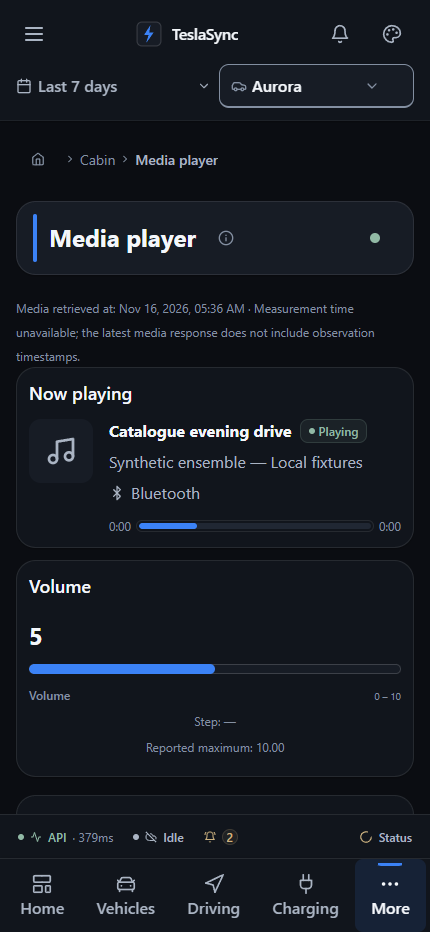 TeslaSync
Last 7 days
Aurora
Cabin
Media player
Media player
Media retrieved at: Nov 16, 2026, 05:36 AM · Measurement time
unavailable; the latest media response does not include observation
timestamps.
Now playing
Catalogue evening drive
Playing
Synthetic ensemble — Local fixtures
Bluetooth
0:00
0:00
Volume
5
Volume
0 – 10
Step: —
Reported maximum: 10.00
API · 379ms
Idle
2
Status
Home
Vehicles
Driving
Charging
More